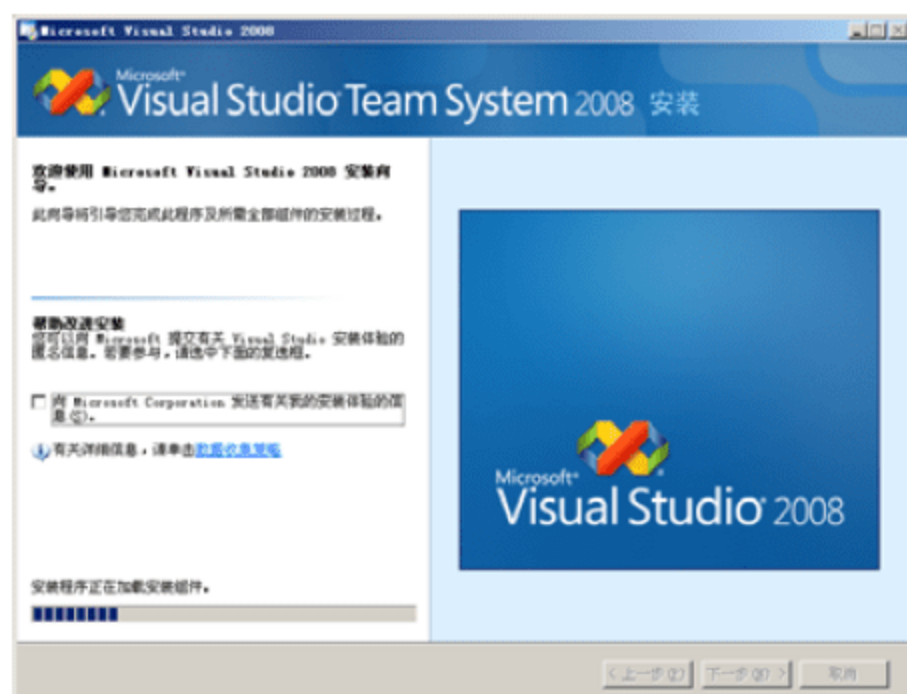 Microsoft Visual Studio 2008
Microsoft
Visual Studio Team System 2008 安装
欢迎使用 Microsoft Visual Studio 2008 安装向
导。
此向导将引导您完成此程序及所需全部组件的安装过程。
帮助改进安装
您可以向 Microsoft 提交有关 Visual Studio 安装体验的
匿名信息。若要参与，请选中下面的复选框。
向 Microsoft Corporation 发送有关我的安装体验的信
息(S)。
有关详细信息，请单击数据收集策略
Microsoft
Visual Studio 2008
安装程序正在加载安装组件。
<上一步(P) 下一步(N)> 取消